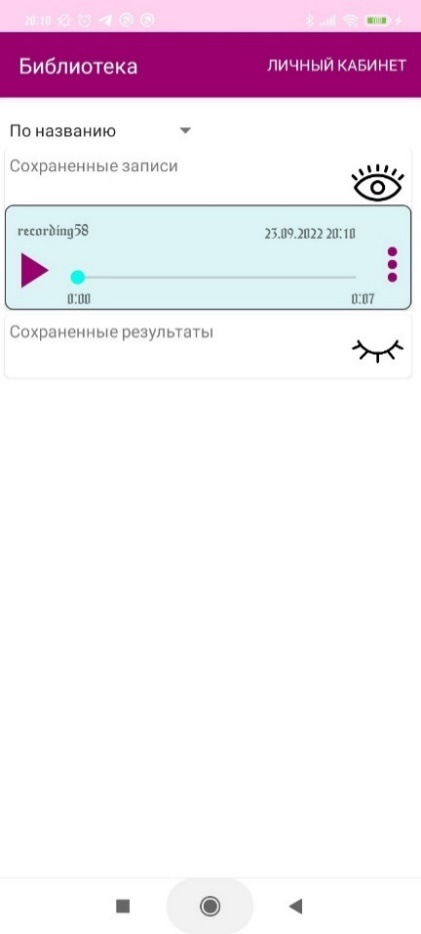 20:10
Библиотека
ЛИЧНЫЙ КАБИНЕТ
По названию
Сохраненные записи
recording58
23.09.2022 20:10
0:00
0:07
Сохраненные результаты